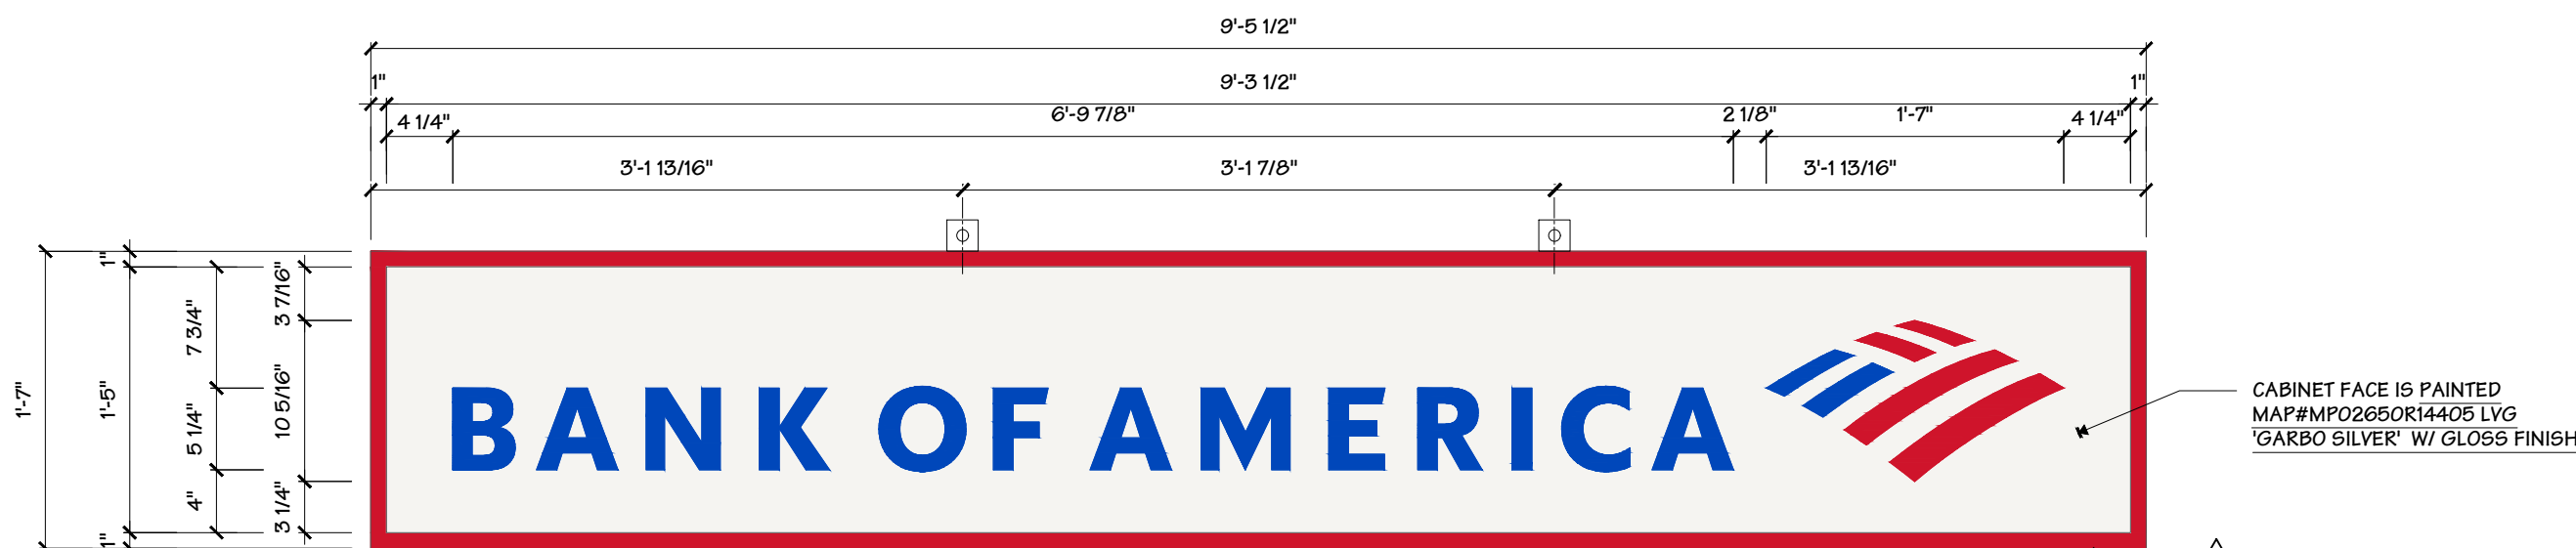 9'-5 1/2"
1" 9'-3 1/2" 1"
4 1/4" 6'-9 7/8" 2 1/8" 1'-7" 4 1/4"
3'-1 13/16" 3'-1 7/8" 3'-1 13/16"
1'-7"
1"
1'-5"
1"
7 3/4"
5 1/4"
4"
3 7/16"
10 5/16"
3 1/4"
BANK OF AMERICA
CABINET FACE IS PAINTED
MAP#MP02650R14405 LVG
'GARBO SILVER' W/ GLOSS FINISH